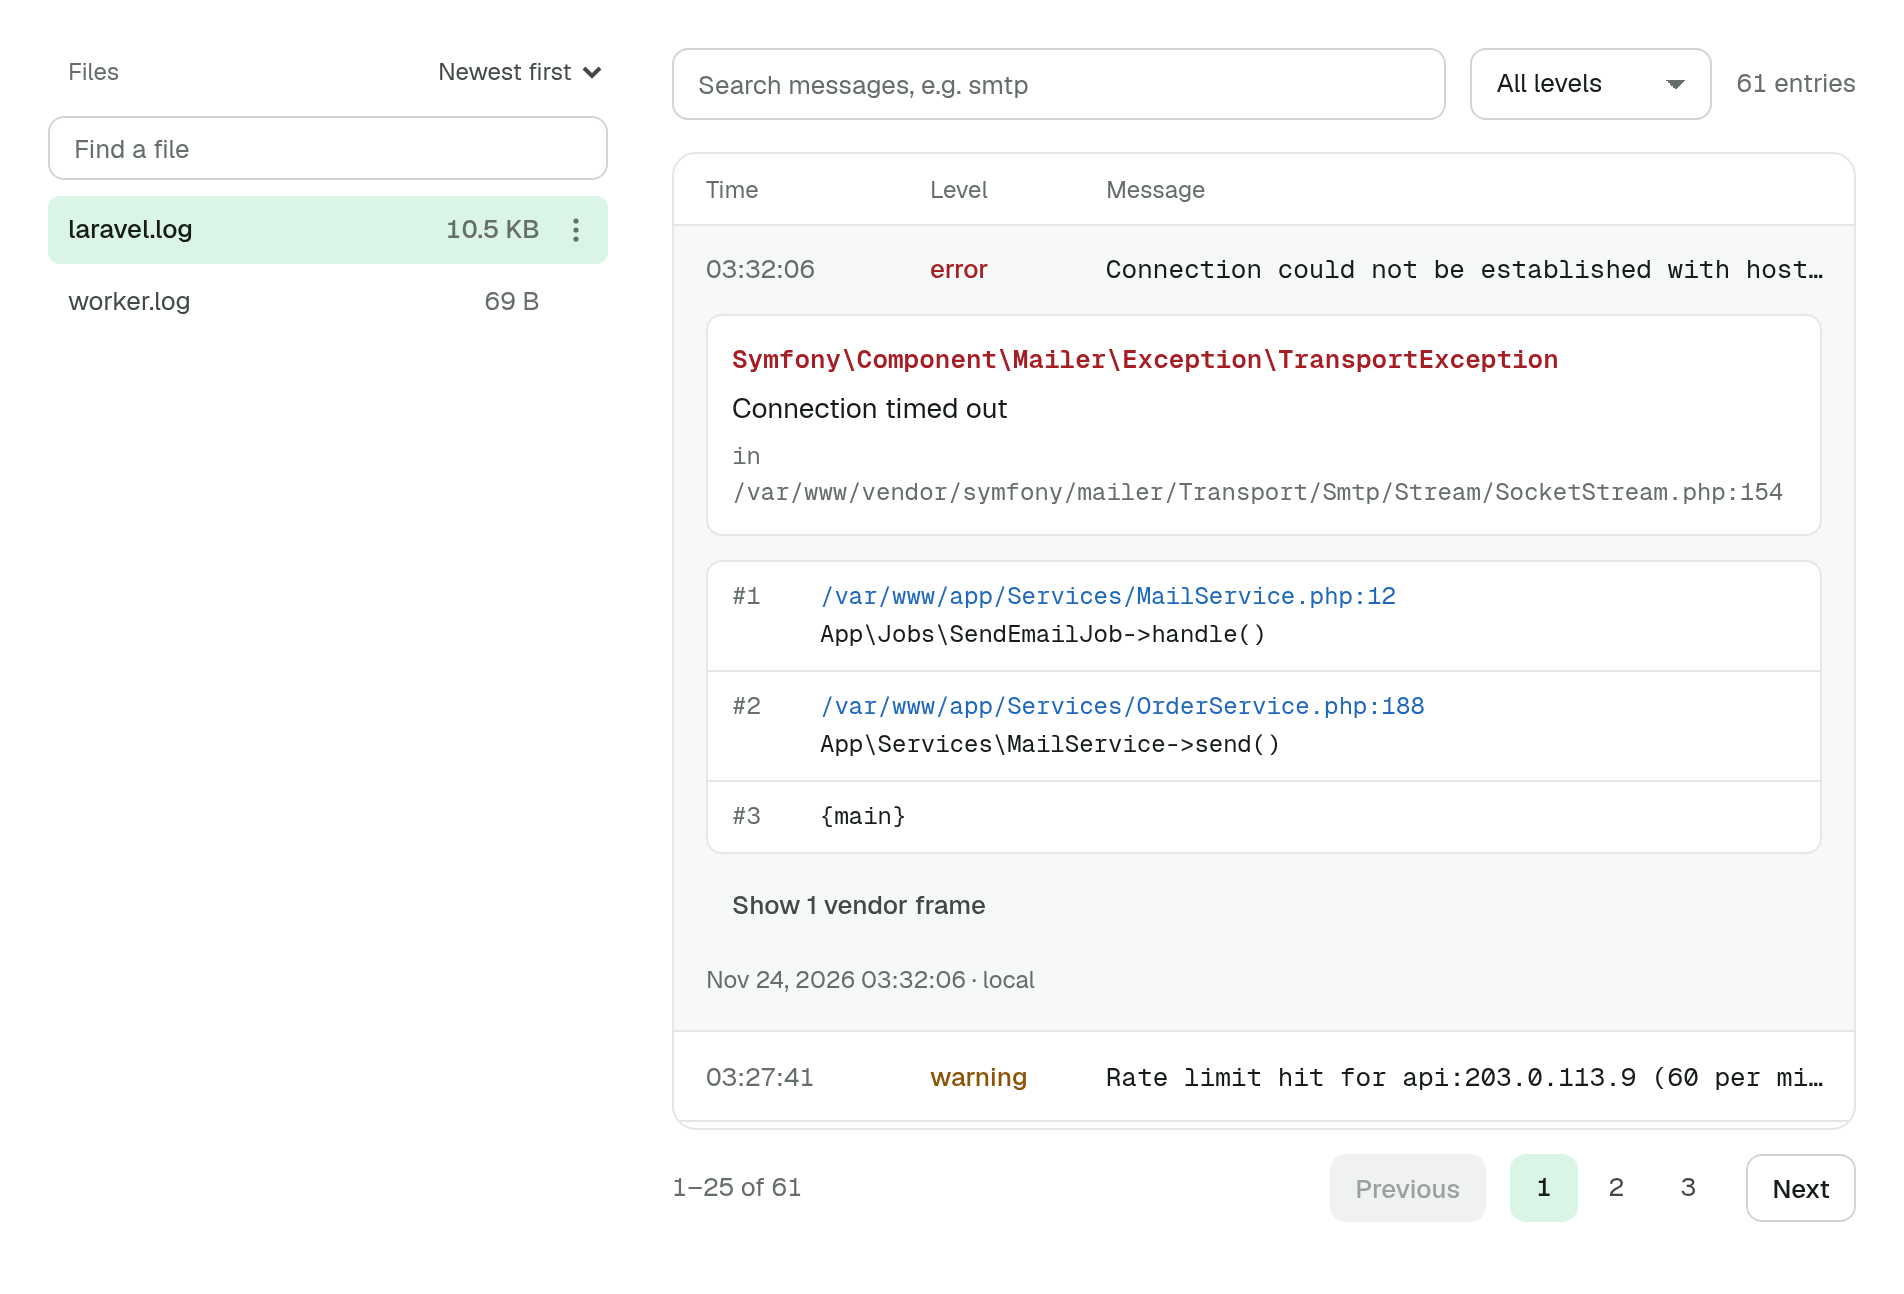 Files
Newest first
Find a file
laravel.log 10.5 KB
worker.log 69 B
Search messages, e.g. smtp
All levels
61 entries
Time Level Message
03:32:06 error Connection could not be established with host…
Symfony\Component\Mailer\Exception\TransportException
Connection timed out
in
/var/www/vendor/symfony/mailer/Transport/Smtp/Stream/SocketStream.php:154
#1 /var/www/app/Services/MailService.php:12
App\Jobs\SendEmailJob->handle()
#2 /var/www/app/Services/OrderService.php:188
App\Services\MailService->send()
#3 {main}
Show 1 vendor frame
Nov 24, 2026 03:32:06 · local
03:27:41 warning Rate limit hit for api:203.0.113.9 (60 per mi…
1–25 of 61
Previous 1 2 3 Next